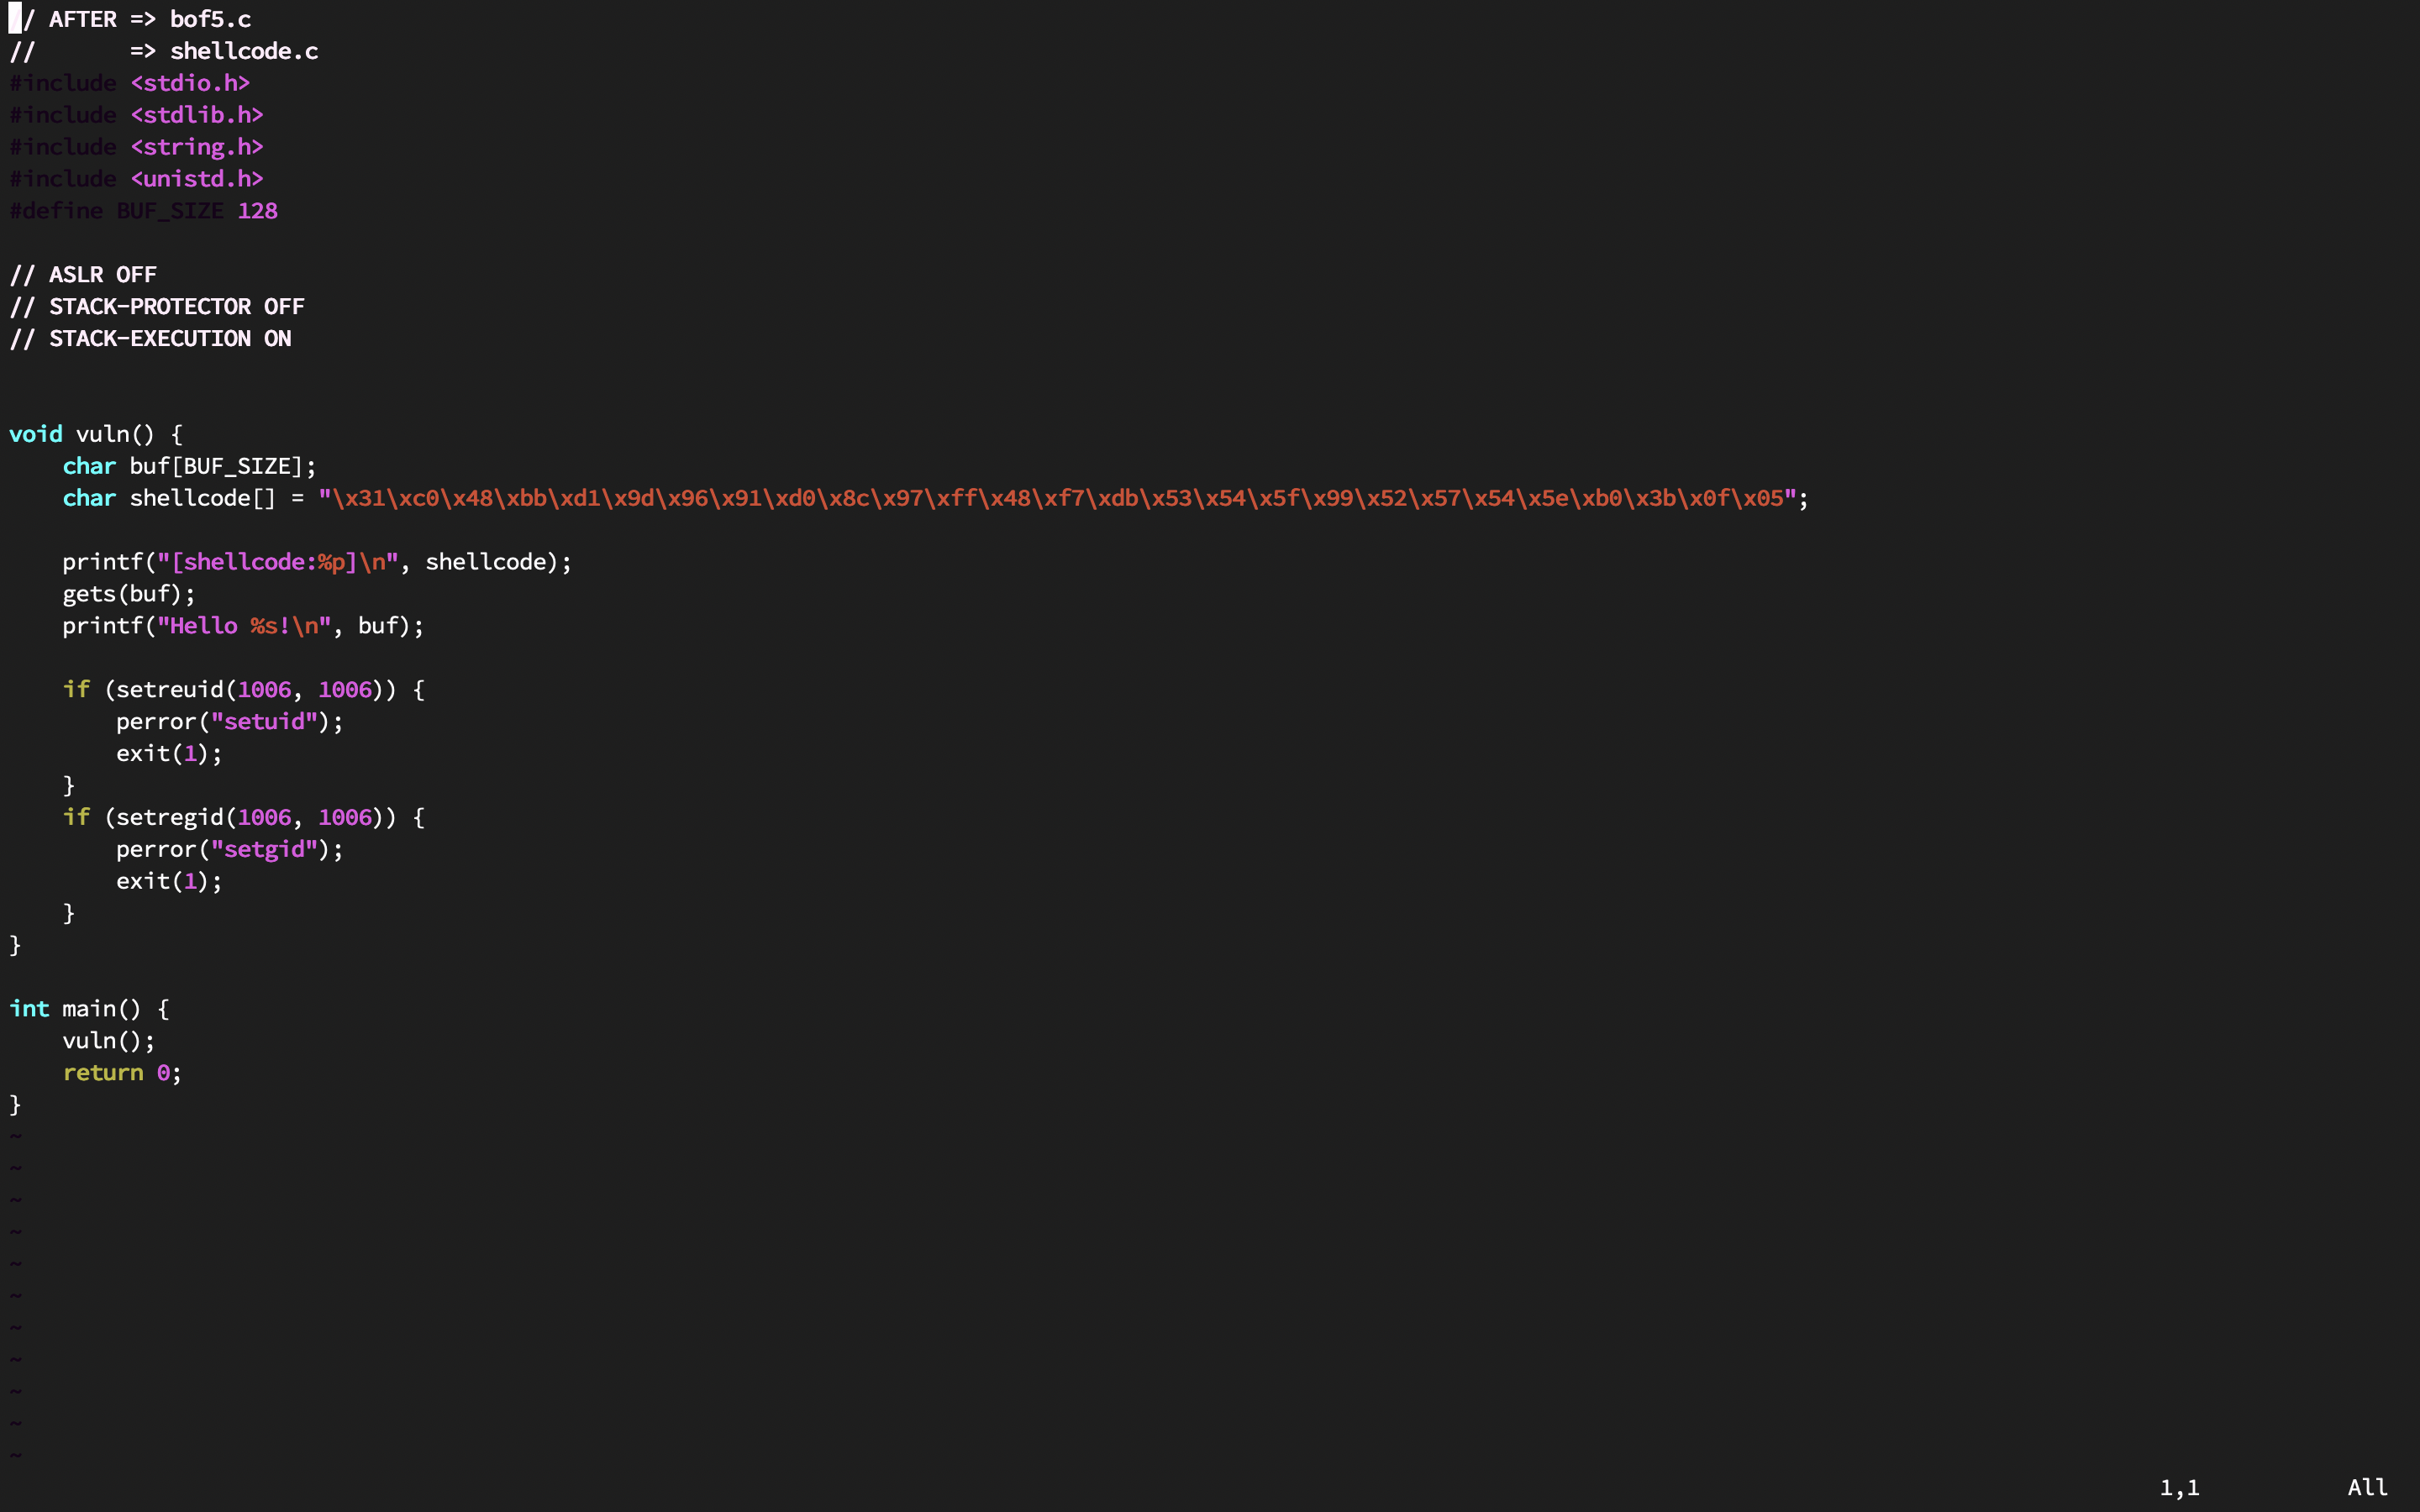 // AFTER => bof5.c
//       => shellcode.c
#include <stdio.h>
#include <stdlib.h>
#include <string.h>
#include <unistd.h>
#define BUF_SIZE 128

// ASLR OFF
// STACK-PROTECTOR OFF
// STACK-EXECUTION ON


void vuln() {
    char buf[BUF_SIZE];
    char shellcode[] = "\x31\xc0\x48\xbb\xd1\x9d\x96\x91\xd0\x8c\x97\xff\x48\xf7\xdb\x53\x54\x5f\x99\x52\x57\x54\x5e\xb0\x3b\x0f\x05";

    printf("[shellcode:%p]\n", shellcode);
    gets(buf);
    printf("Hello %s!\n", buf);

    if (setreuid(1006, 1006)) {
        perror("setuid");
        exit(1);
    }
    if (setregid(1006, 1006)) {
        perror("setgid");
        exit(1);
    }
}

int main() {
    vuln();
    return 0;
}
~
~
~
~
~
~
~
~
~
~
~
1,1 All